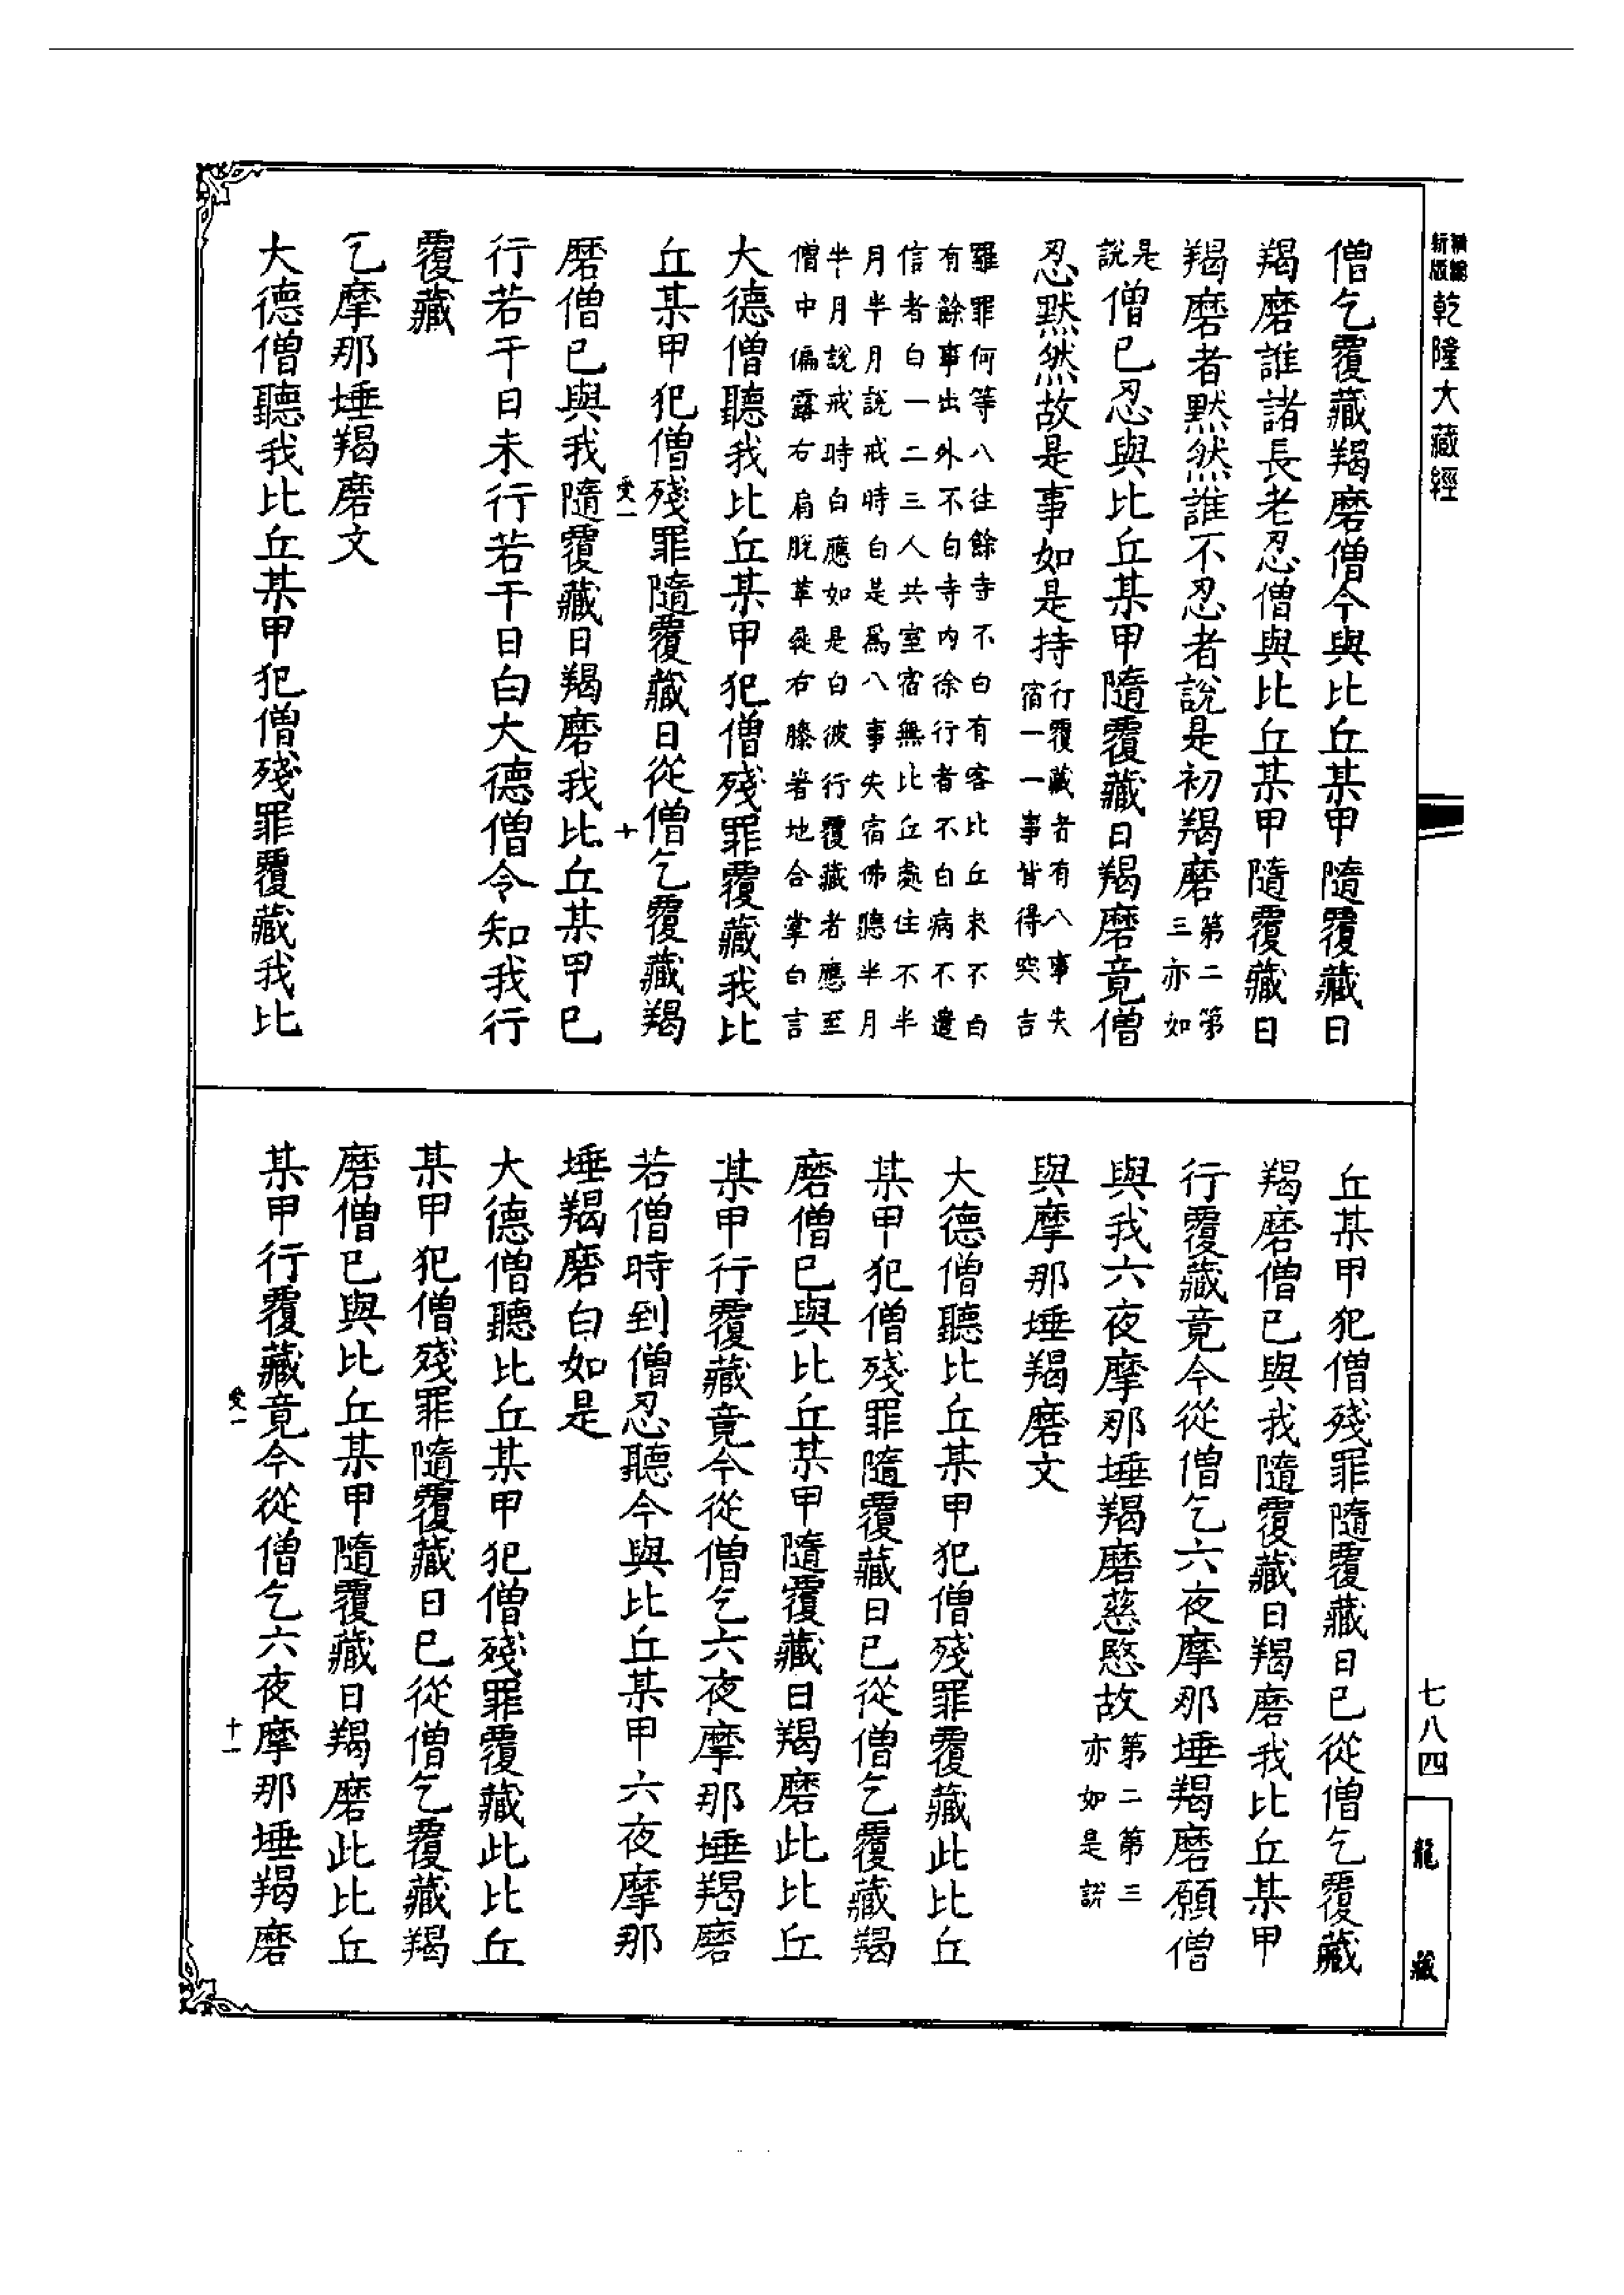 新版 乾隆大藏經
僧乞覆藏羯磨僧今與比丘某甲隨覆藏日
羯磨誰諸長老忍僧與比丘某甲隨覆藏日
羯磨者默然誰不忍者說是初羯磨第二第三亦如
是說僧已忍與比丘某甲隨覆藏日羯磨竟僧
忍默然故是事如是持行覆藏者有八事失宿一一事皆得突吉
羅罪何等八往餘寺不白有客比丘來不白
有餘事出外不白寺內徐行者不白病不遣
信者白一二三人共室宿無比丘處住不半
月半月說戒時白是為八事失宿佛聽半月
半月說戒時白應如是白彼行覆藏者應至
僧中偏露右肩脫革屣右膝著地合掌白言
大德僧聽我比丘某甲犯僧殘罪覆藏我比
丘某甲犯僧殘罪隨覆藏日從僧乞覆藏羯
受一 十
磨僧已與我隨覆藏日羯磨我比丘某甲已
行若干日未行若干日白大德僧令知我行
覆藏
乞摩那埵羯磨文
大德僧聽我比丘某甲犯僧殘罪覆藏我比
丘某甲犯僧殘罪隨覆藏日已從僧乞覆藏
羯磨僧已與我隨覆藏日羯磨我比丘某甲
行覆藏竟今從僧乞六夜摩那埵羯磨願僧
與我六夜摩那埵羯磨慈愍故第二第三亦如是說
與摩那埵羯磨文
大德僧聽比丘某甲犯僧殘罪覆藏此比丘
某甲犯僧殘罪隨覆藏日已從僧乞覆藏羯
磨僧已與比丘某甲隨覆藏日羯磨此比丘
某甲行覆藏竟今從僧乞六夜摩那埵羯磨
若僧時到僧忍聽今與比丘某甲六夜摩那
埵羯磨白如是
大德僧聽比丘某甲犯僧殘罪覆藏此比丘
某甲犯僧殘罪隨覆藏日已從僧乞覆藏羯
磨僧已與比丘某甲隨覆藏日羯磨此比丘
某甲行覆藏竟今從僧乞六夜摩那埵羯磨
受一 十一
七八四
龍藏